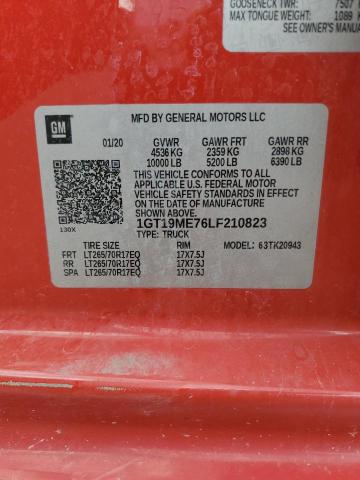 GOOSENECK TWR: 7507
MAX TONGUE WEIGHT: 1089 K
SEE OWNER'S MANUA
GM
MFD BY GENERAL MOTORS LLC
01/20 GVWR GAWR FRT GAWR RR
4536 KG 2359 KG 2898 KG
10000 LB 5200 LB 6390 LB
THIS VEHICLE CONFORMS TO ALL
APPLICABLE U.S. FEDERAL MOTOR
VEHICLE SAFETY STANDARDS IN EFFECT ON
THE DATE OF MANUFACTURE SHOWN ABOVE.
1GT19ME76LF210823
130X
TYPE: TRUCK
TIRE SIZE RIM MODEL: 63TK20943
FRT LT265/70R17EQ 17X7.5J
RR LT265/70R17EQ 17X7.5J
SPA LT265/70R17EQ 17X7.5J